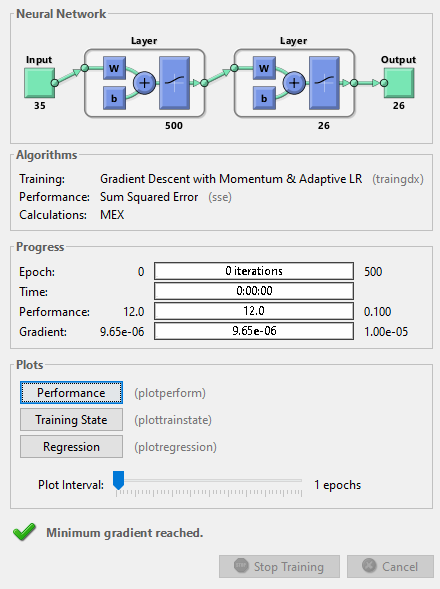 Neural Network
Layer Layer
Input Output
W W
b b
35 26
500 26
Algorithms
Training: Gradient Descent with Momentum & Adaptive LR (traingdx)
Performance: Sum Squared Error (sse)
Calculations: MEX
Progress
Epoch: 0 0 iterations 500
Time: 0:00:00
Performance: 12.0 12.0 0.100
Gradient: 9.65e-06 9.65e-06 1.00e-05
Plots
Performance (plotperform)
Training State (plottrainstate)
Regression (plotregression)
Plot Interval: 1 epochs
Minimum gradient reached.
Stop Training Cancel